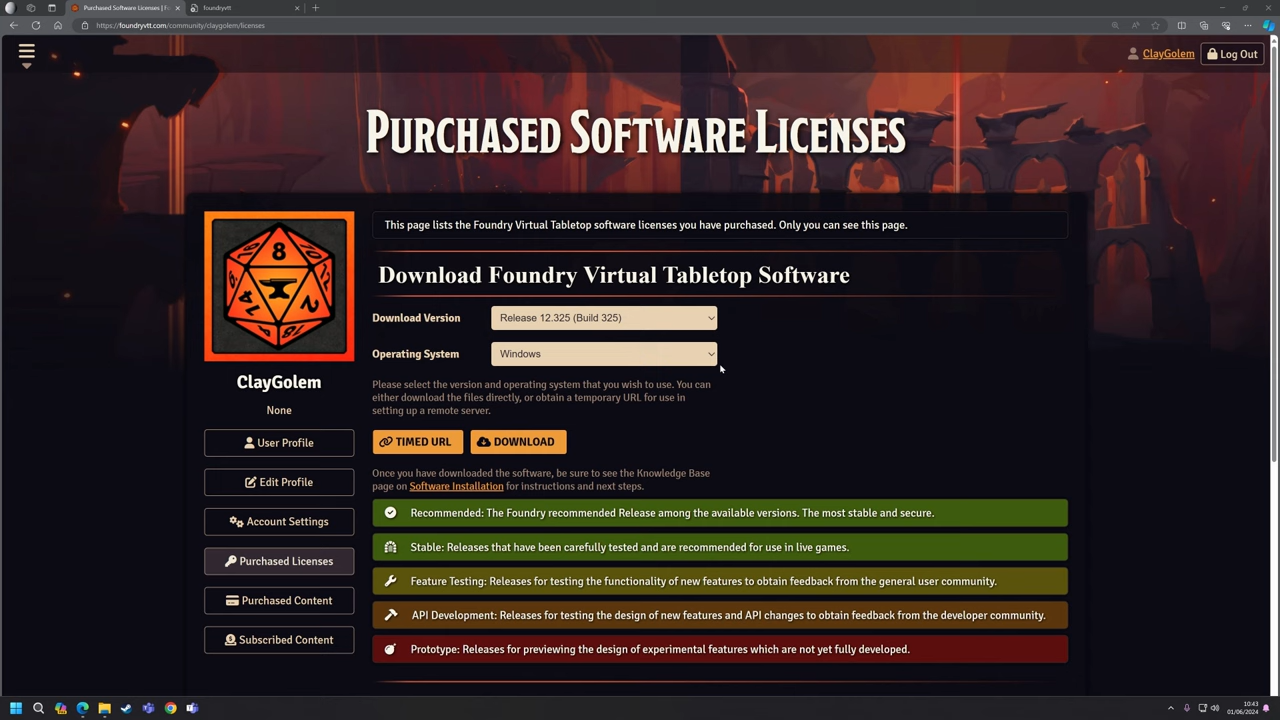 Purchased Software Licenses | Fo
foundryvtt
https://foundryvtt.com/community/claygolem/licenses
ClayGolem
Log Out
Purchased Software Licenses
This page lists the Foundry Virtual Tabletop software licenses you have purchased. Only you can see this page.
Download Foundry Virtual Tabletop Software
Download Version
Release 12.325 (Build 325)
Operating System
Windows
Please select the version and operating system that you wish to use. You can
either download the files directly, or obtain a temporary URL for use in
setting up a remote server.
TIMED URL
DOWNLOAD
Once you have downloaded the software, be sure to see the Knowledge Base
page on Software Installation for instructions and next steps.
Recommended: The Foundry recommended Release among the available versions. The most stable and secure.
Stable: Releases that have been carefully tested and are recommended for use in live games.
Feature Testing: Releases for testing the functionality of new features to obtain feedback from the general user community.
API Development: Releases for testing the design of new features and API changes to obtain feedback from the developer community.
Prototype: Releases for previewing the design of experimental features which are not yet fully developed.
8
2
ClayGolem
None
User Profile
Edit Profile
Account Settings
Purchased Licenses
Purchased Content
Subscribed Content
10:43
01/06/2024